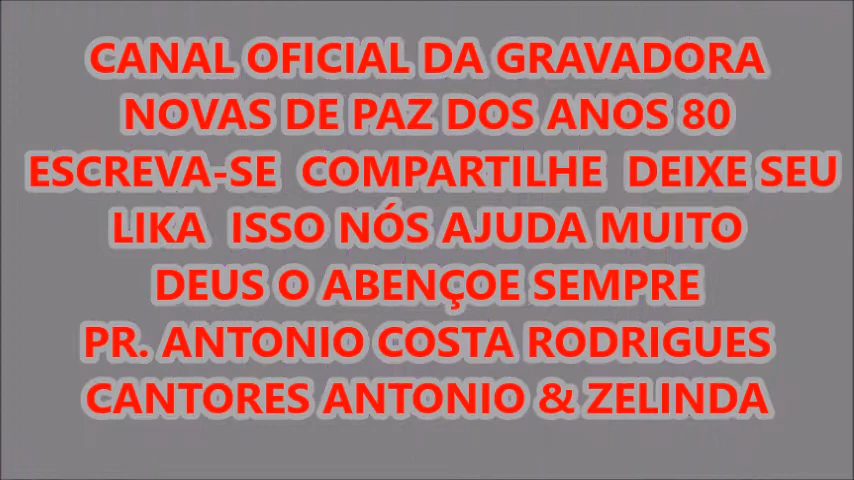 CANAL OFICIAL DA GRAVADORA
NOVAS DE PAZ DOS ANOS 80
ESCREVA-SE COMPARTILHE DEIXE SEU
LIKA ISSO NÓS AJUDA MUITO
DEUS O ABENÇOE SEMPRE
PR. ANTONIO COSTA RODRIGUES
CANTORES ANTONIO & ZELINDA